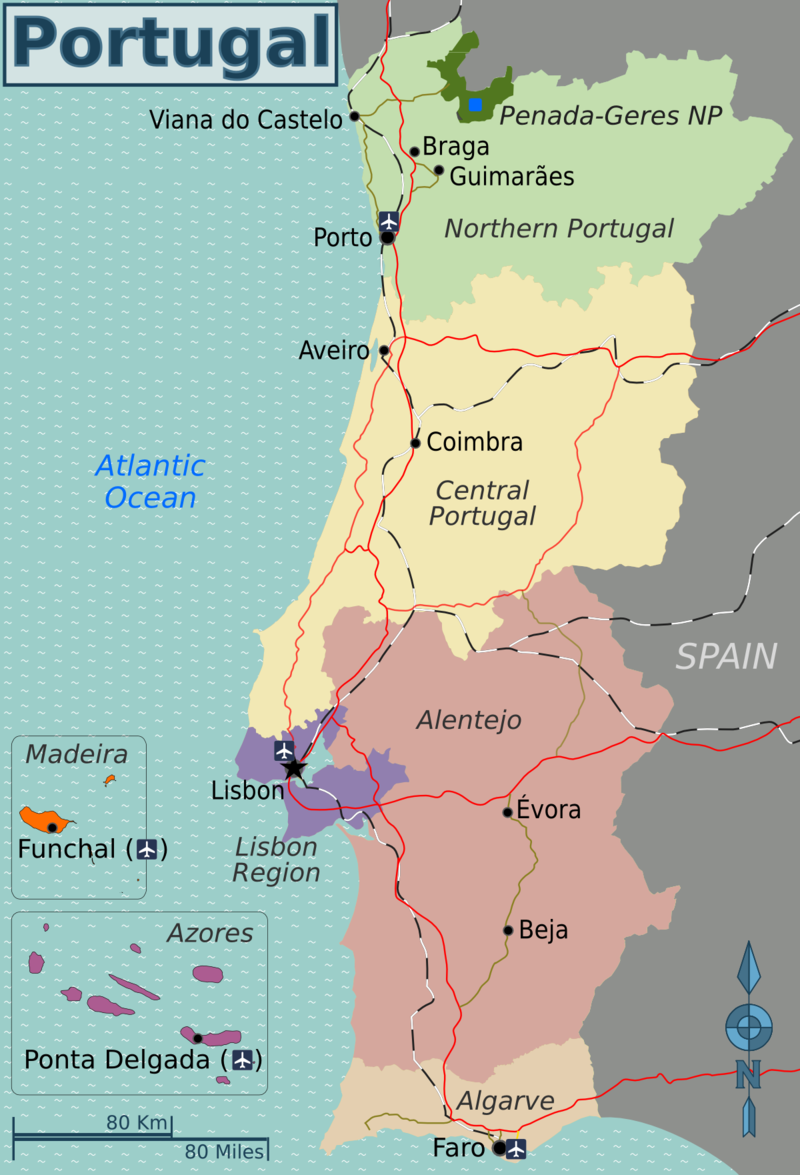 Portugal
Viana do Castelo
Penada-Geres NP
Braga
Guimarães
Northern Portugal
Porto
Aveiro
Coimbra
Atlantic
Ocean
Central
Portugal
SPAIN
Alentejo
Madeira
Lisbon
Évora
Funchal ( )
Lisbon
Region
Azores
Beja
Ponta Delgada ( )
N
Algarve
80 Km
80 Miles
Faro